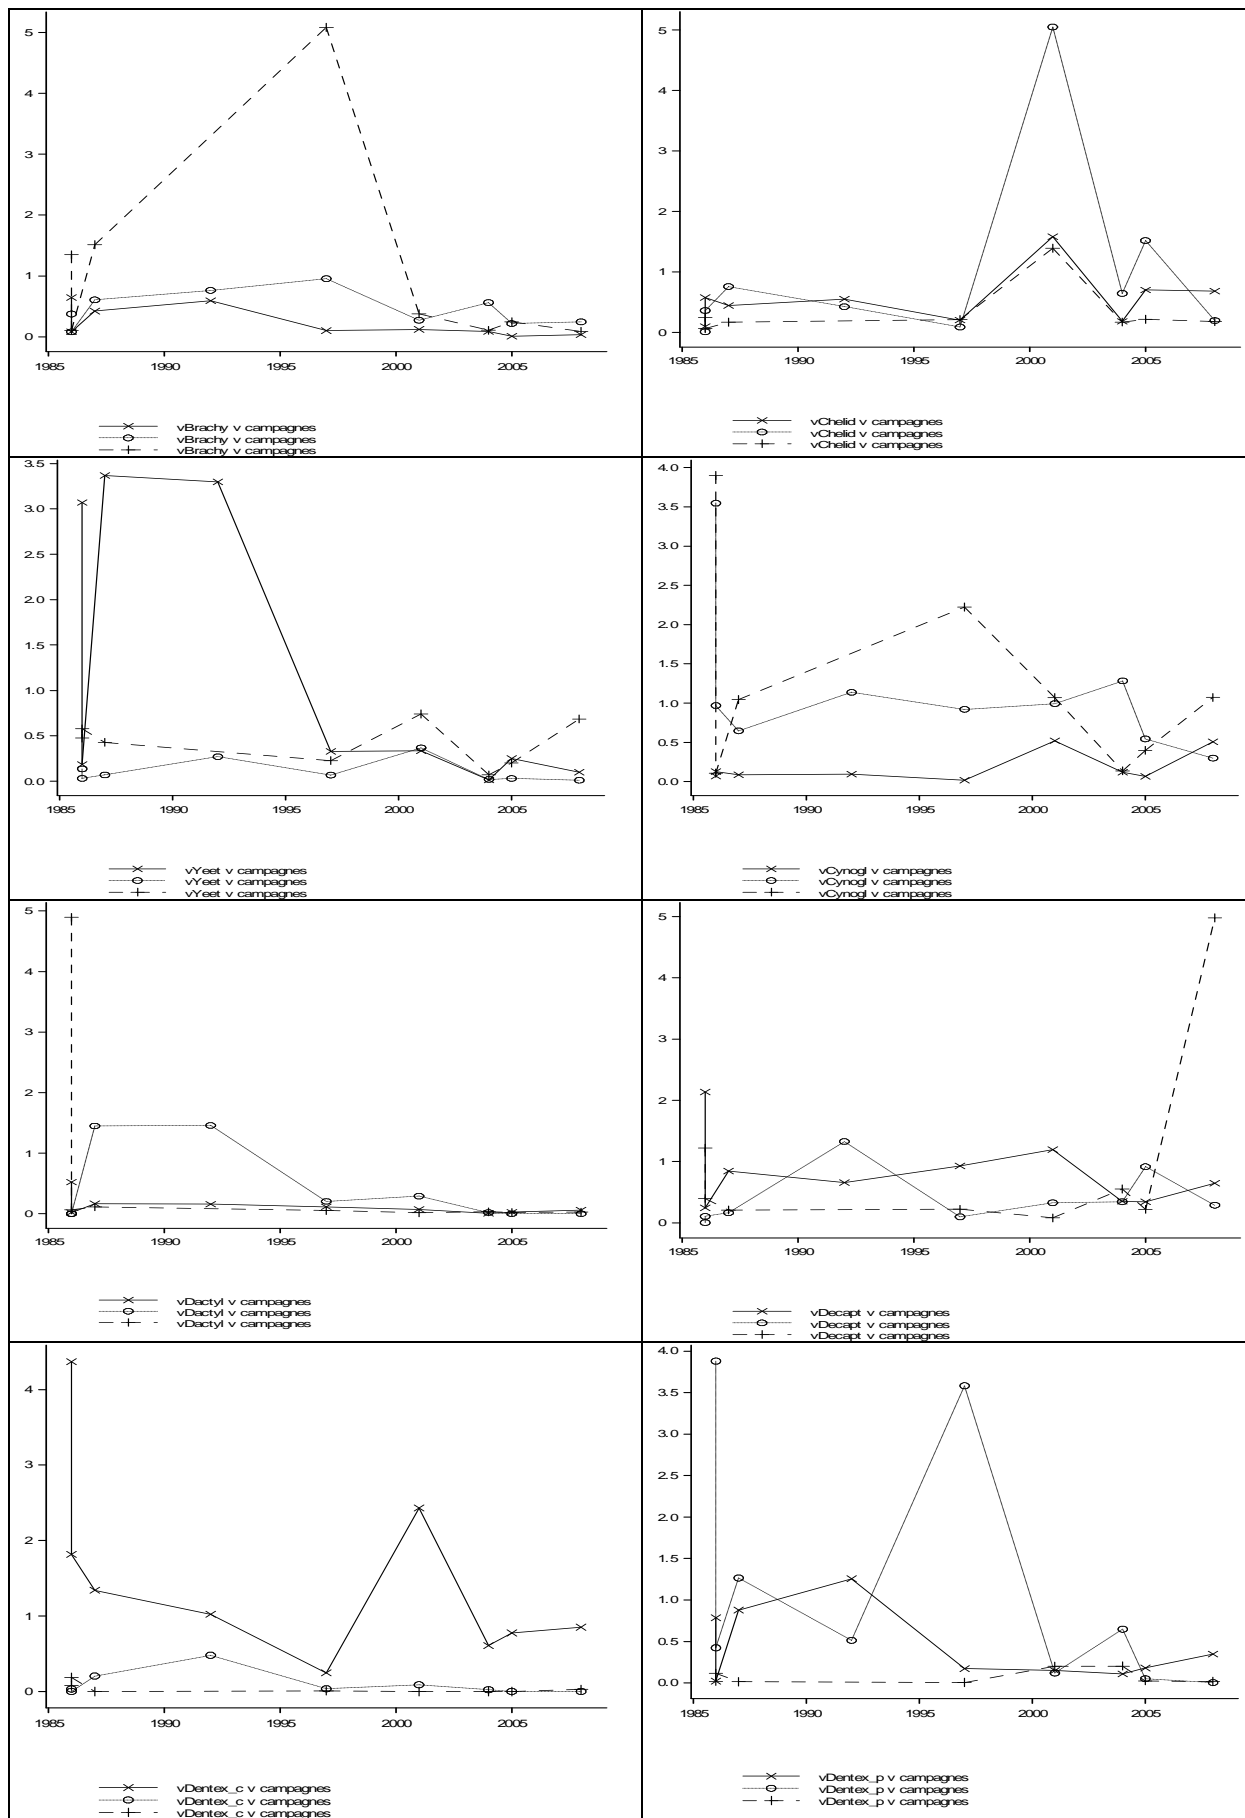 5
4
3
2
1
0
1985 1990 1995 2000 2005
vBrachy v campagnes
vBrachy v campagnes
vBrachy v campagnes
5
4
3
2
1
0
1985 1990 1995 2000 2005
vChelid v campagnes
vChelid v campagnes
vChelid v campagnes
3.5
3.0
2.5
2.0
1.5
1.0
0.5
0.0
1985 1990 1995 2000 2005
vYeet v campagnes
vYeet v campagnes
vYeet v campagnes
4.0
3.5
3.0
2.5
2.0
1.5
1.0
0.5
0.0
1985 1990 1995 2000 2005
vCynogl v campagnes
vCynogl v campagnes
vCynogl v campagnes
5
4
3
2
1
0
1985 1990 1995 2000 2005
vDactyl v campagnes
vDactyl v campagnes
vDactyl v campagnes
5
4
3
2
1
0
1985 1990 1995 2000 2005
vDecapt v campagnes
vDecapt v campagnes
vDecapt v campagnes
4
3
2
1
0
1985 1990 1995 2000 2005
vDentex_c v campagnes
vDentex_c v campagnes
vDentex_c v campagnes
4.0
3.5
3.0
2.5
2.0
1.5
1.0
0.5
0.0
1985 1990 1995 2000 2005
vDentex_p v campagnes
vDentex_p v campagnes
vDentex_p v campagnes